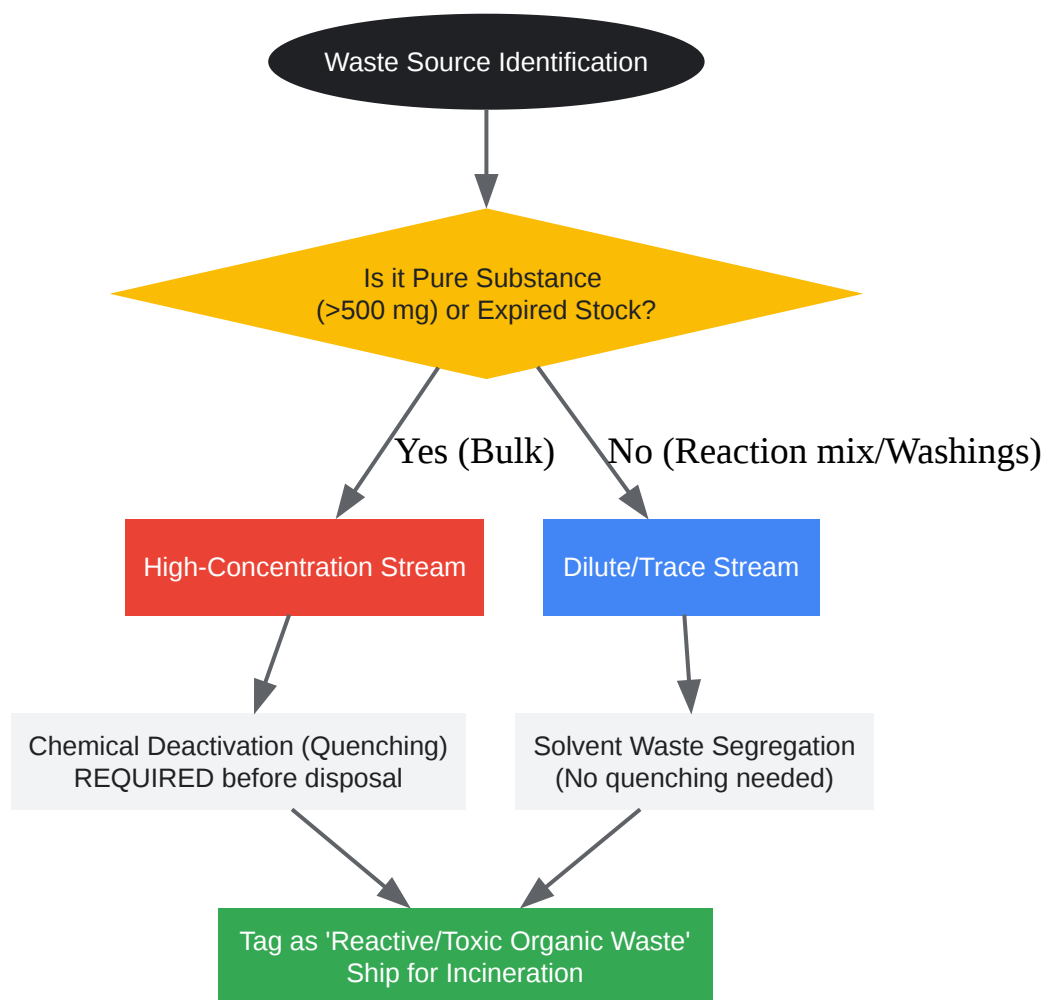 Waste Source Identification
Is it Pure Substance
(>500 mg) or Expired Stock?
Yes (Bulk)
No (Reaction mix/Washings)
High-Concentration Stream
Dilute/Trace Stream
Chemical Deactivation (Quenching)
REQUIRED before disposal
Solvent Waste Segregation
(No quenching needed)
Tag as 'Reactive/Toxic Organic Waste'
Ship for Incineration